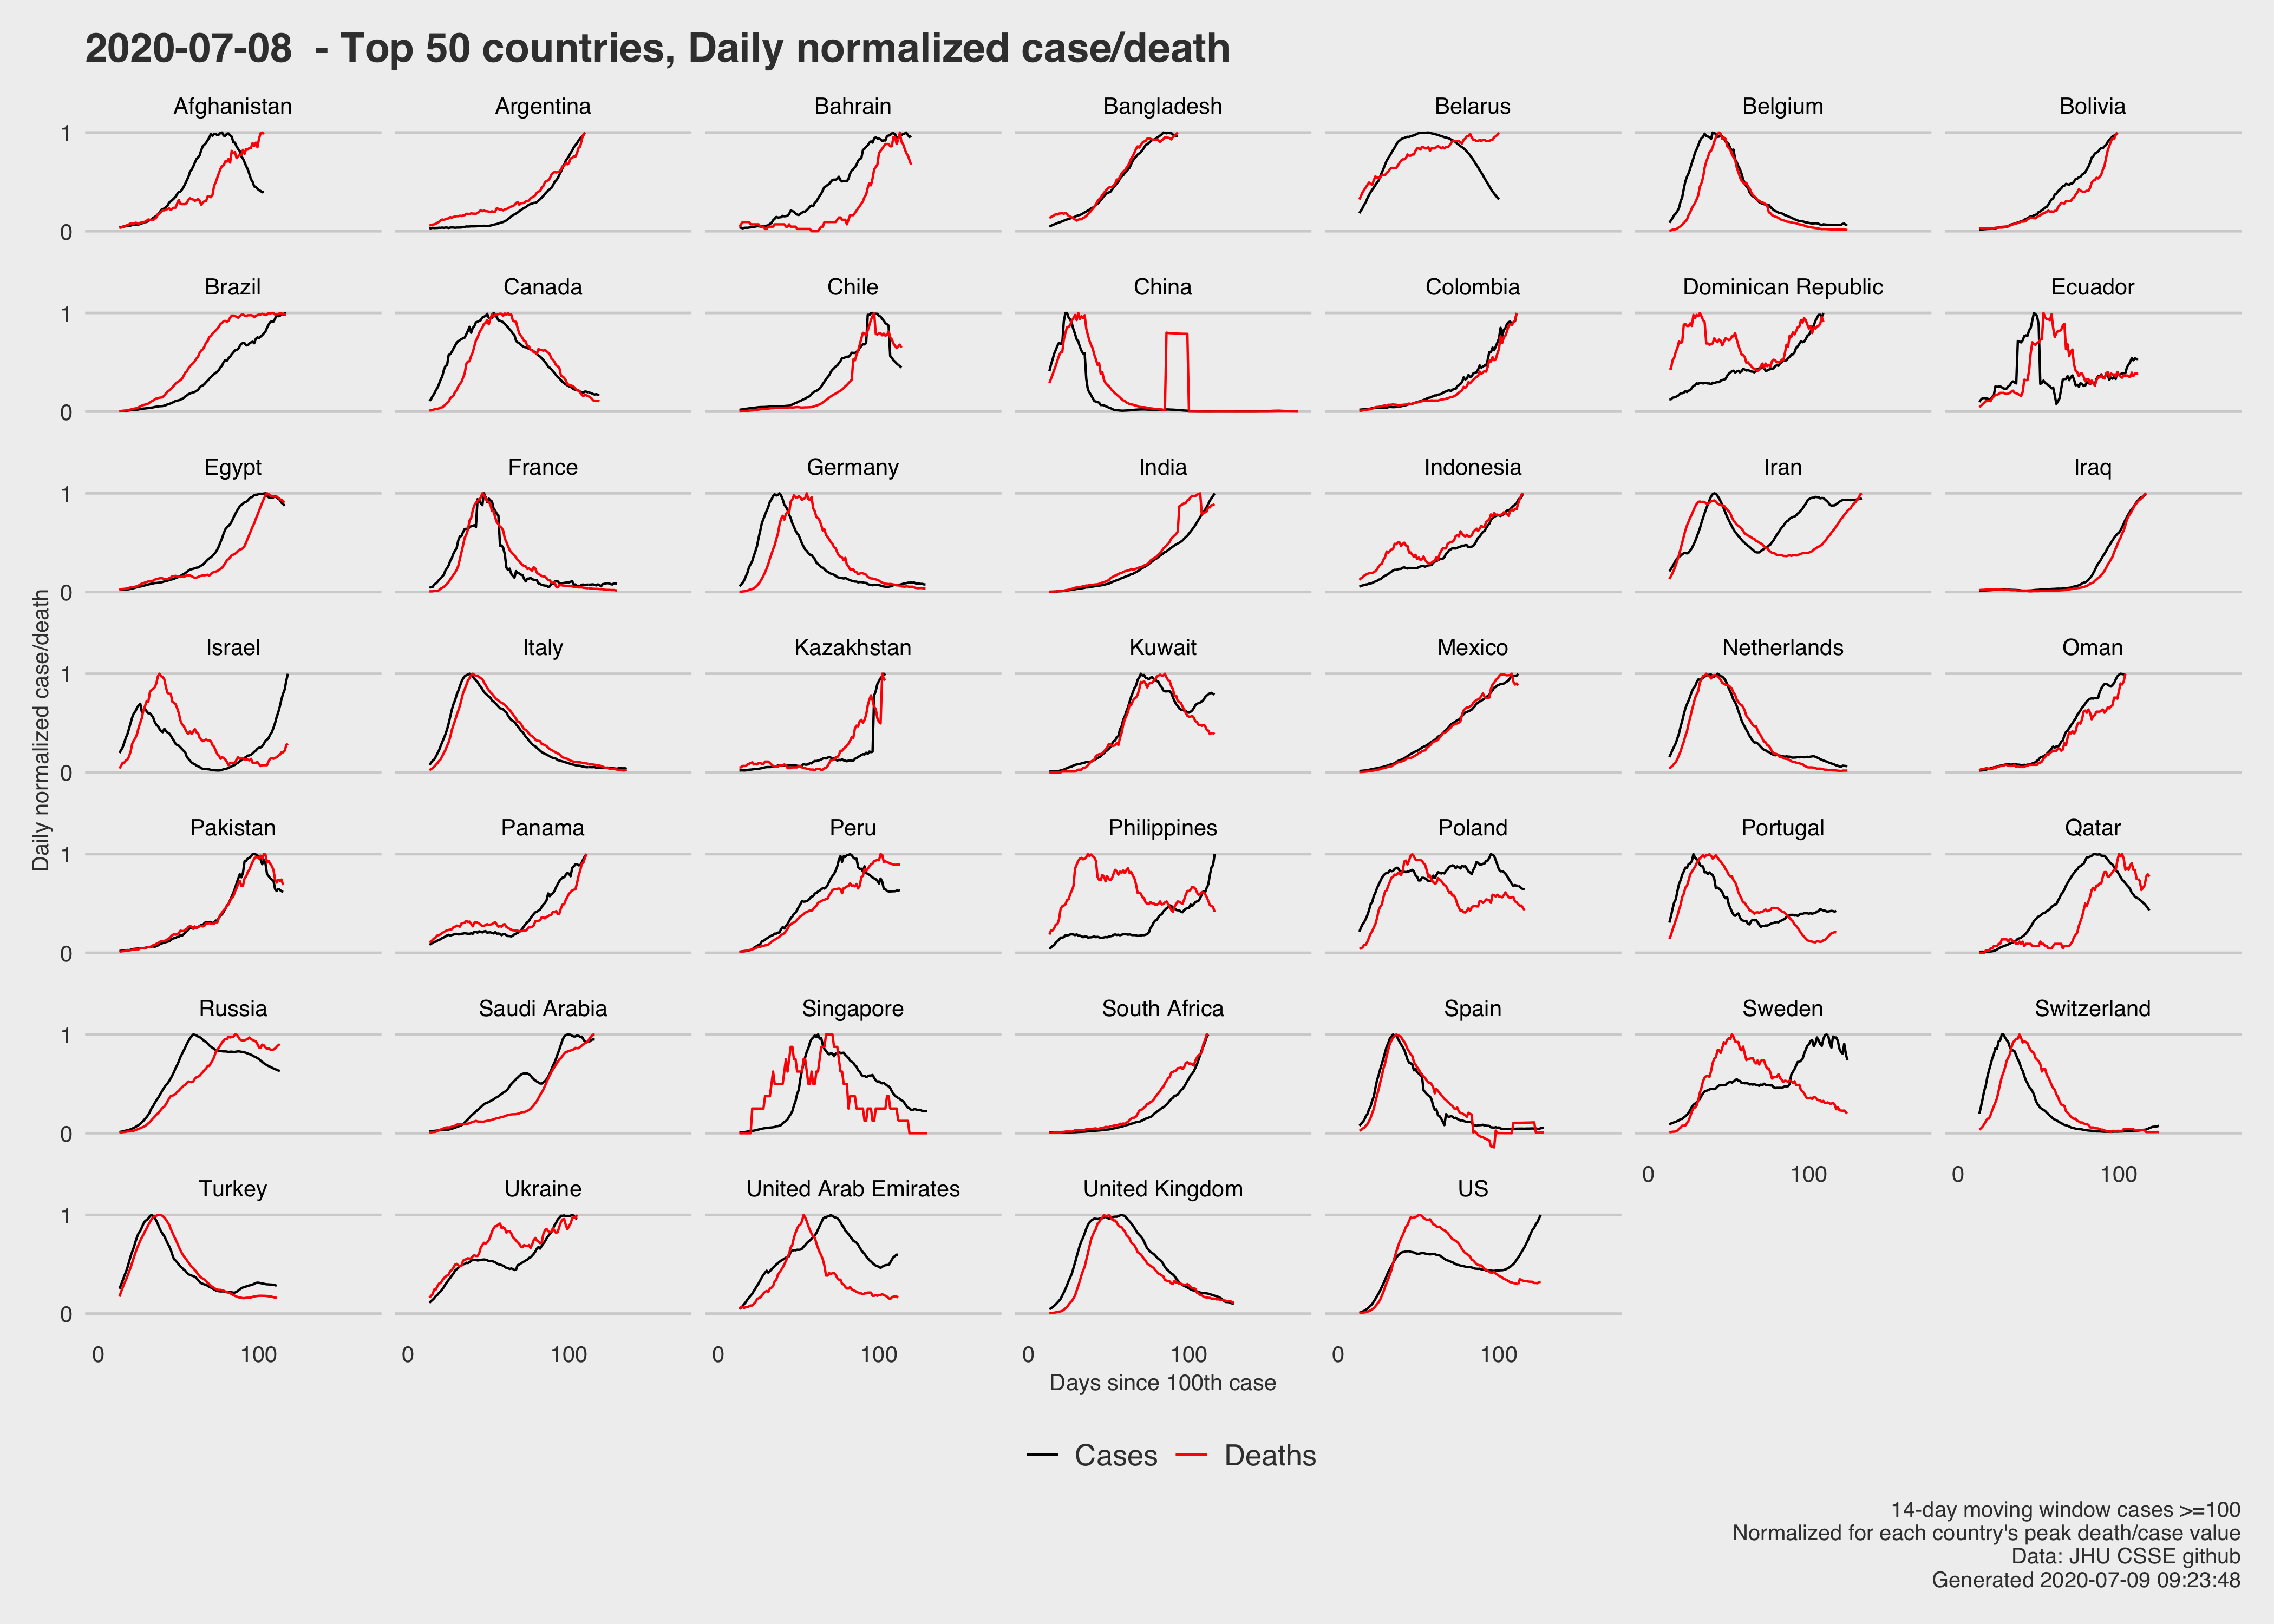 2020-07-08  - Top 50 countries, Daily normalized case/death
Afghanistan Argentina Bahrain Bangladesh Belarus Belgium Bolivia
1
0
Brazil Canada Chile China Colombia Dominican Republic Ecuador
1
0
Egypt France Germany India Indonesia Iran Iraq
1
0
Daily normalized case/death
Israel Italy Kazakhstan Kuwait Mexico Netherlands Oman
1
0
Pakistan Panama Peru Philippines Poland Portugal Qatar
1
0
Russia Saudi Arabia Singapore South Africa Spain Sweden Switzerland
1
0
0 100 0 100
Turkey Ukraine United Arab Emirates United Kingdom US
1
0
0 100 0 100 0 100 0 100 0 100
Days since 100th case
Cases Deaths
14-day moving window cases >=100
Normalized for each country's peak death/case value
Data: JHU CSSE github
Generated 2020-07-09 09:23:48